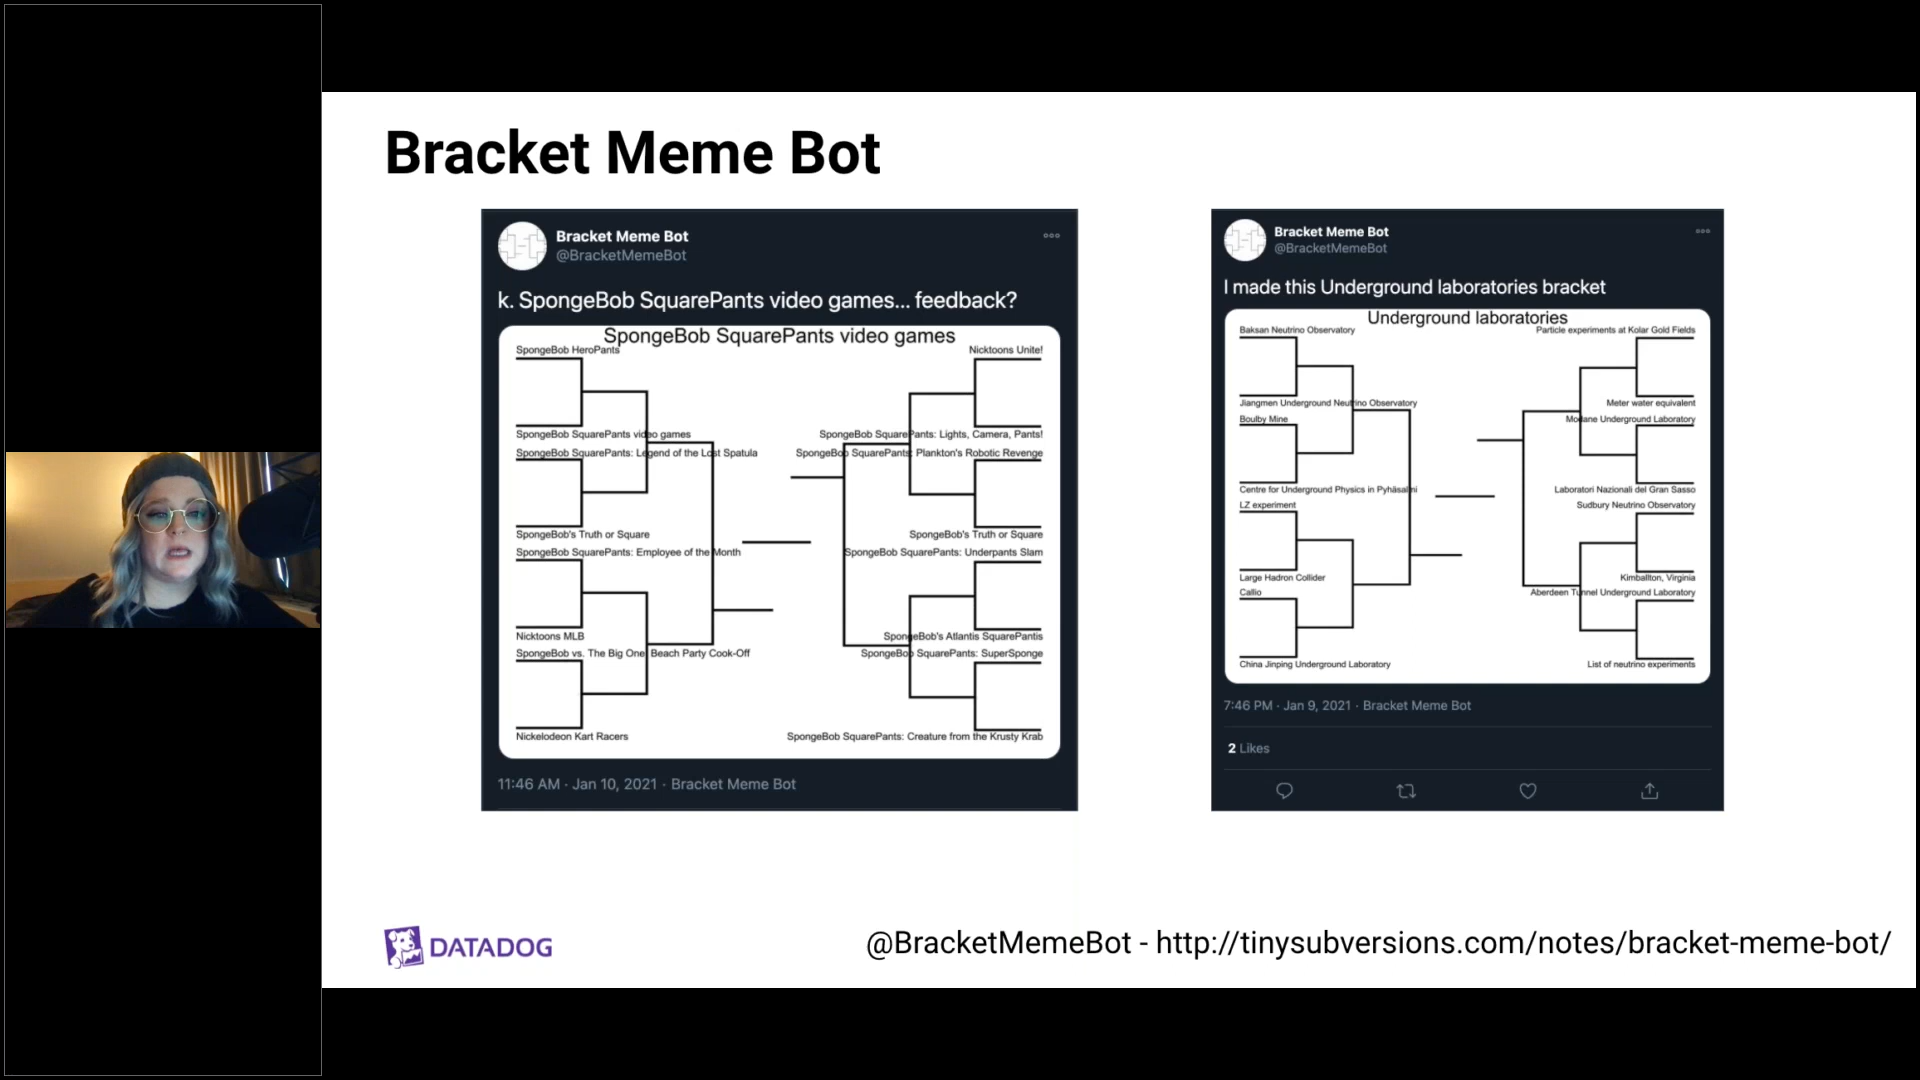 Bracket Meme Bot
Bracket Meme Bot
@BracketMemeBot
k. SpongeBob SquarePants video games... feedback?
SpongeBob SquarePants video games
SpongeBob HeroPants
Nicktoons Unite!
SpongeBob SquarePants video games
SpongeBob SquarePants: Lights, Camera, Pants!
SpongeBob SquarePants: Legend of the Lost Spatula
SpongeBob SquarePants: Plankton's Robotic Revenge
SpongeBob's Truth or Square
SpongeBob's Truth or Square
SpongeBob SquarePants: Employee of the Month
SpongeBob SquarePants: Underpants Slam
Nicktoons MLB
SpongeBob's Atlantis SquarePantis
SpongeBob vs. The Big One: Beach Party Cook-Off
SpongeBob SquarePants: SuperSponge
Nickelodeon Kart Racers
SpongeBob SquarePants: Creature from the Krusty Krab
11:46 AM · Jan 10, 2021 · Bracket Meme Bot
Bracket Meme Bot
@BracketMemeBot
I made this Underground laboratories bracket
Underground laboratories
Baksan Neutrino Observatory
Particle experiments at Kolar Gold Fields
Jiangmen Underground Neutrino Observatory
Meter water equivalent
Boulby Mine
Modane Underground Laboratory
Centre for Underground Physics in Pyhäsalmi
Laboratori Nazionali del Gran Sasso
LZ experiment
Sudbury Neutrino Observatory
Large Hadron Collider
Kimballton, Virginia
Callio
Aberdeen Tunnel Underground Laboratory
China Jinping Underground Laboratory
List of neutrino experiments
7:46 PM · Jan 9, 2021 · Bracket Meme Bot
2 Likes
DATADOG
@BracketMemeBot - http://tinysubversions.com/notes/bracket-meme-bot/